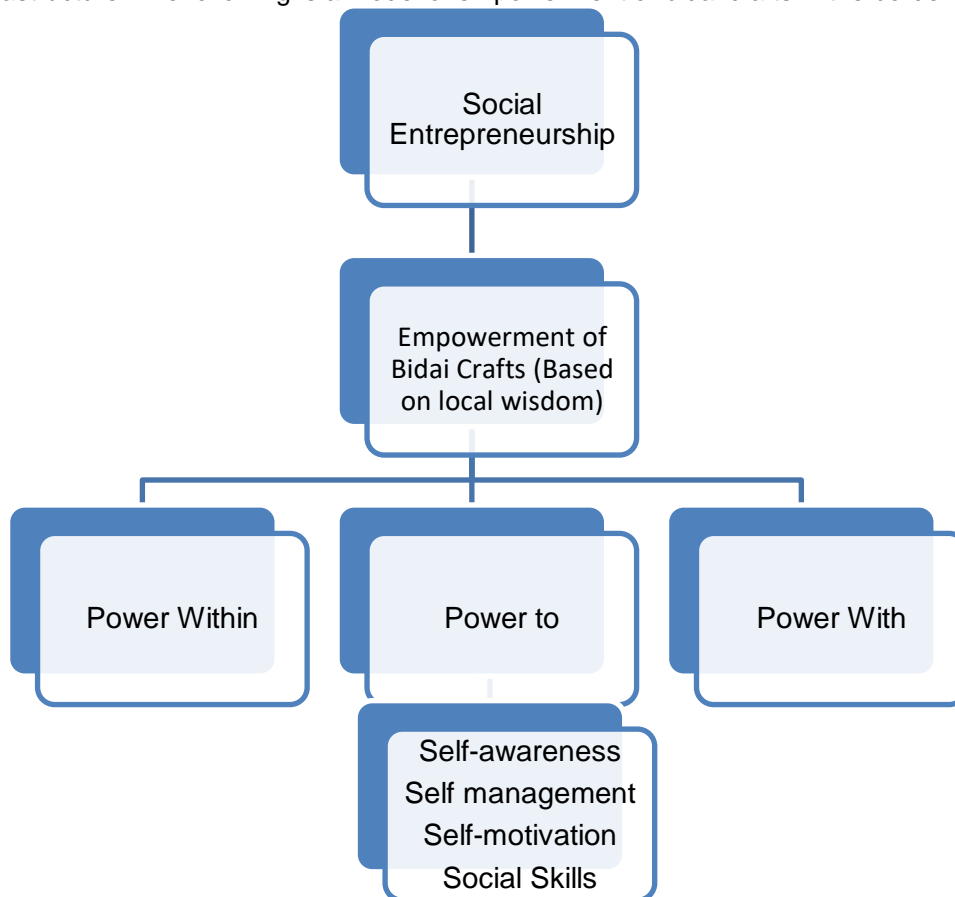 Social
Entrepreneurship
Empowerment of
Bidai Crafts (Based
on local wisdom)
Power Within
Power to
Power With
Self-awareness
Self management
Self-motivation
Social Skills